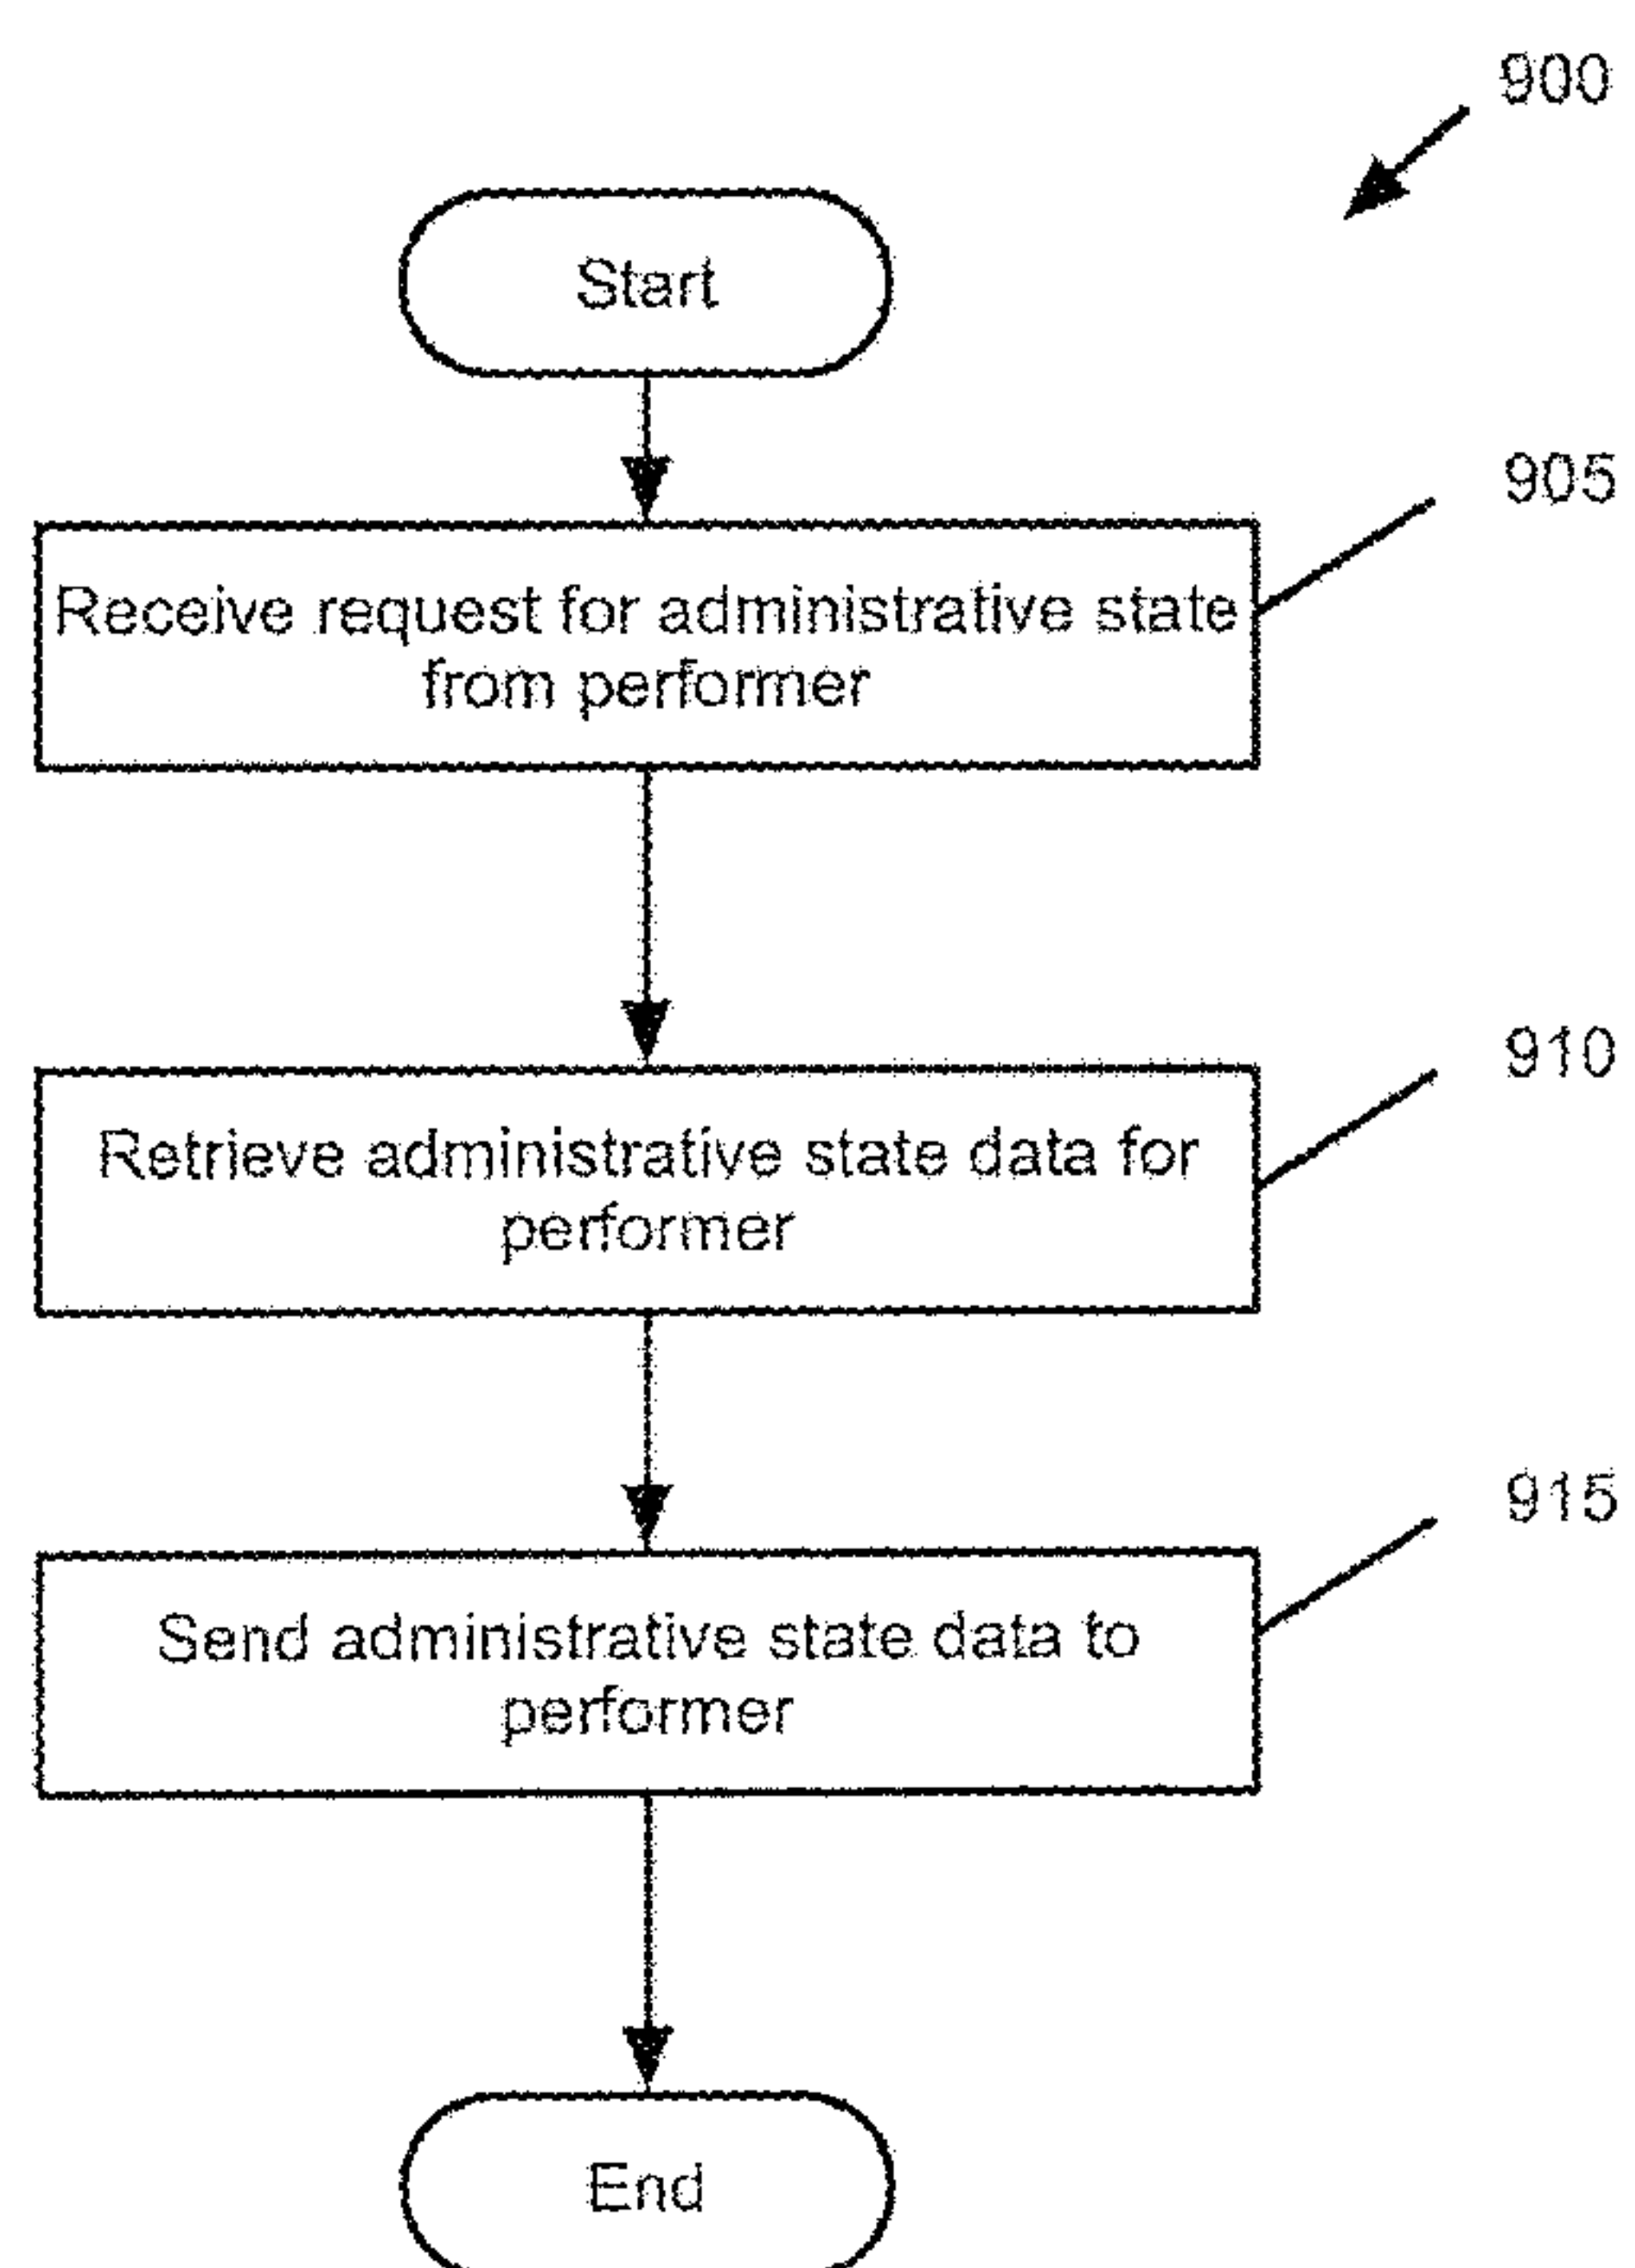 900
Start
905
Receive request for administrative state
from performer
910
Retrieve administrative state data for
performer
915
Send administrative state data to
performer
End